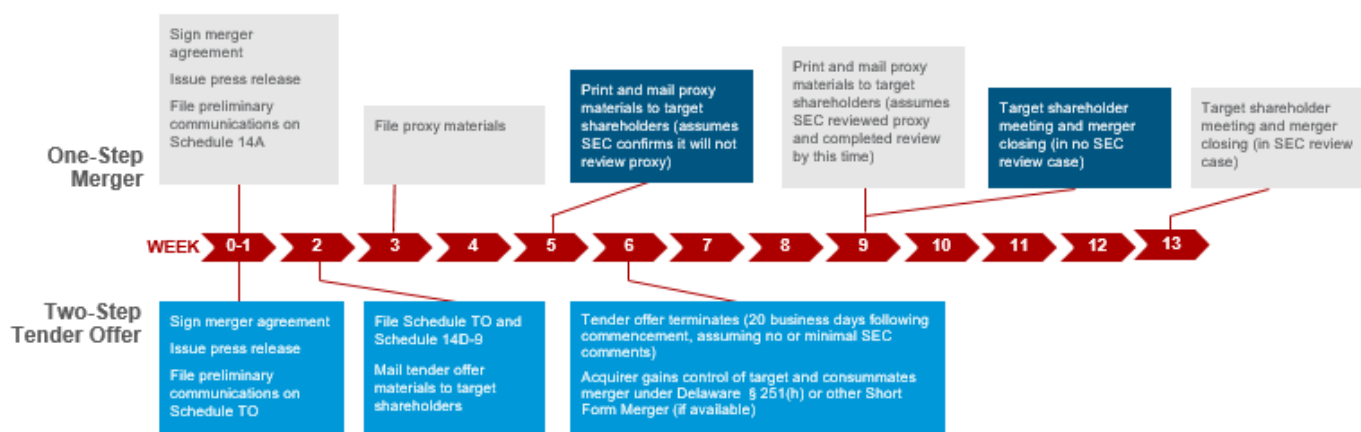 Sign merger
agreement
Issue press release
File preliminary
communications on
Schedule 14A
File proxy materials
Print and mail proxy
materials to target
shareholders (assumes
SEC confirms it will not
review proxy)
Print and mail proxy
materials to target
shareholders (assumes
SEC reviewed proxy
and completed review
by this time)
Target shareholder
meeting and merger
closing (in no SEC
review case)
Target shareholder
meeting and merger
closing (in SEC review
case)
One-Step
Merger
WEEK 0-1 2 3 4 5 6 7 8 9 10 11 12 13
Two-Step
Tender Offer
Sign merger agreement
Issue press release
File preliminary
communications on
Schedule TO
File Schedule TO and
Schedule 14D-9
Mail tender offer
materials to target
shareholders
Tender offer terminates (20 business days following
commencement, assuming no or minimal SEC
comments)
Acquirer gains control of target and consummates
merger under Delaware § 251(h) or other Short
Form Merger (if available)